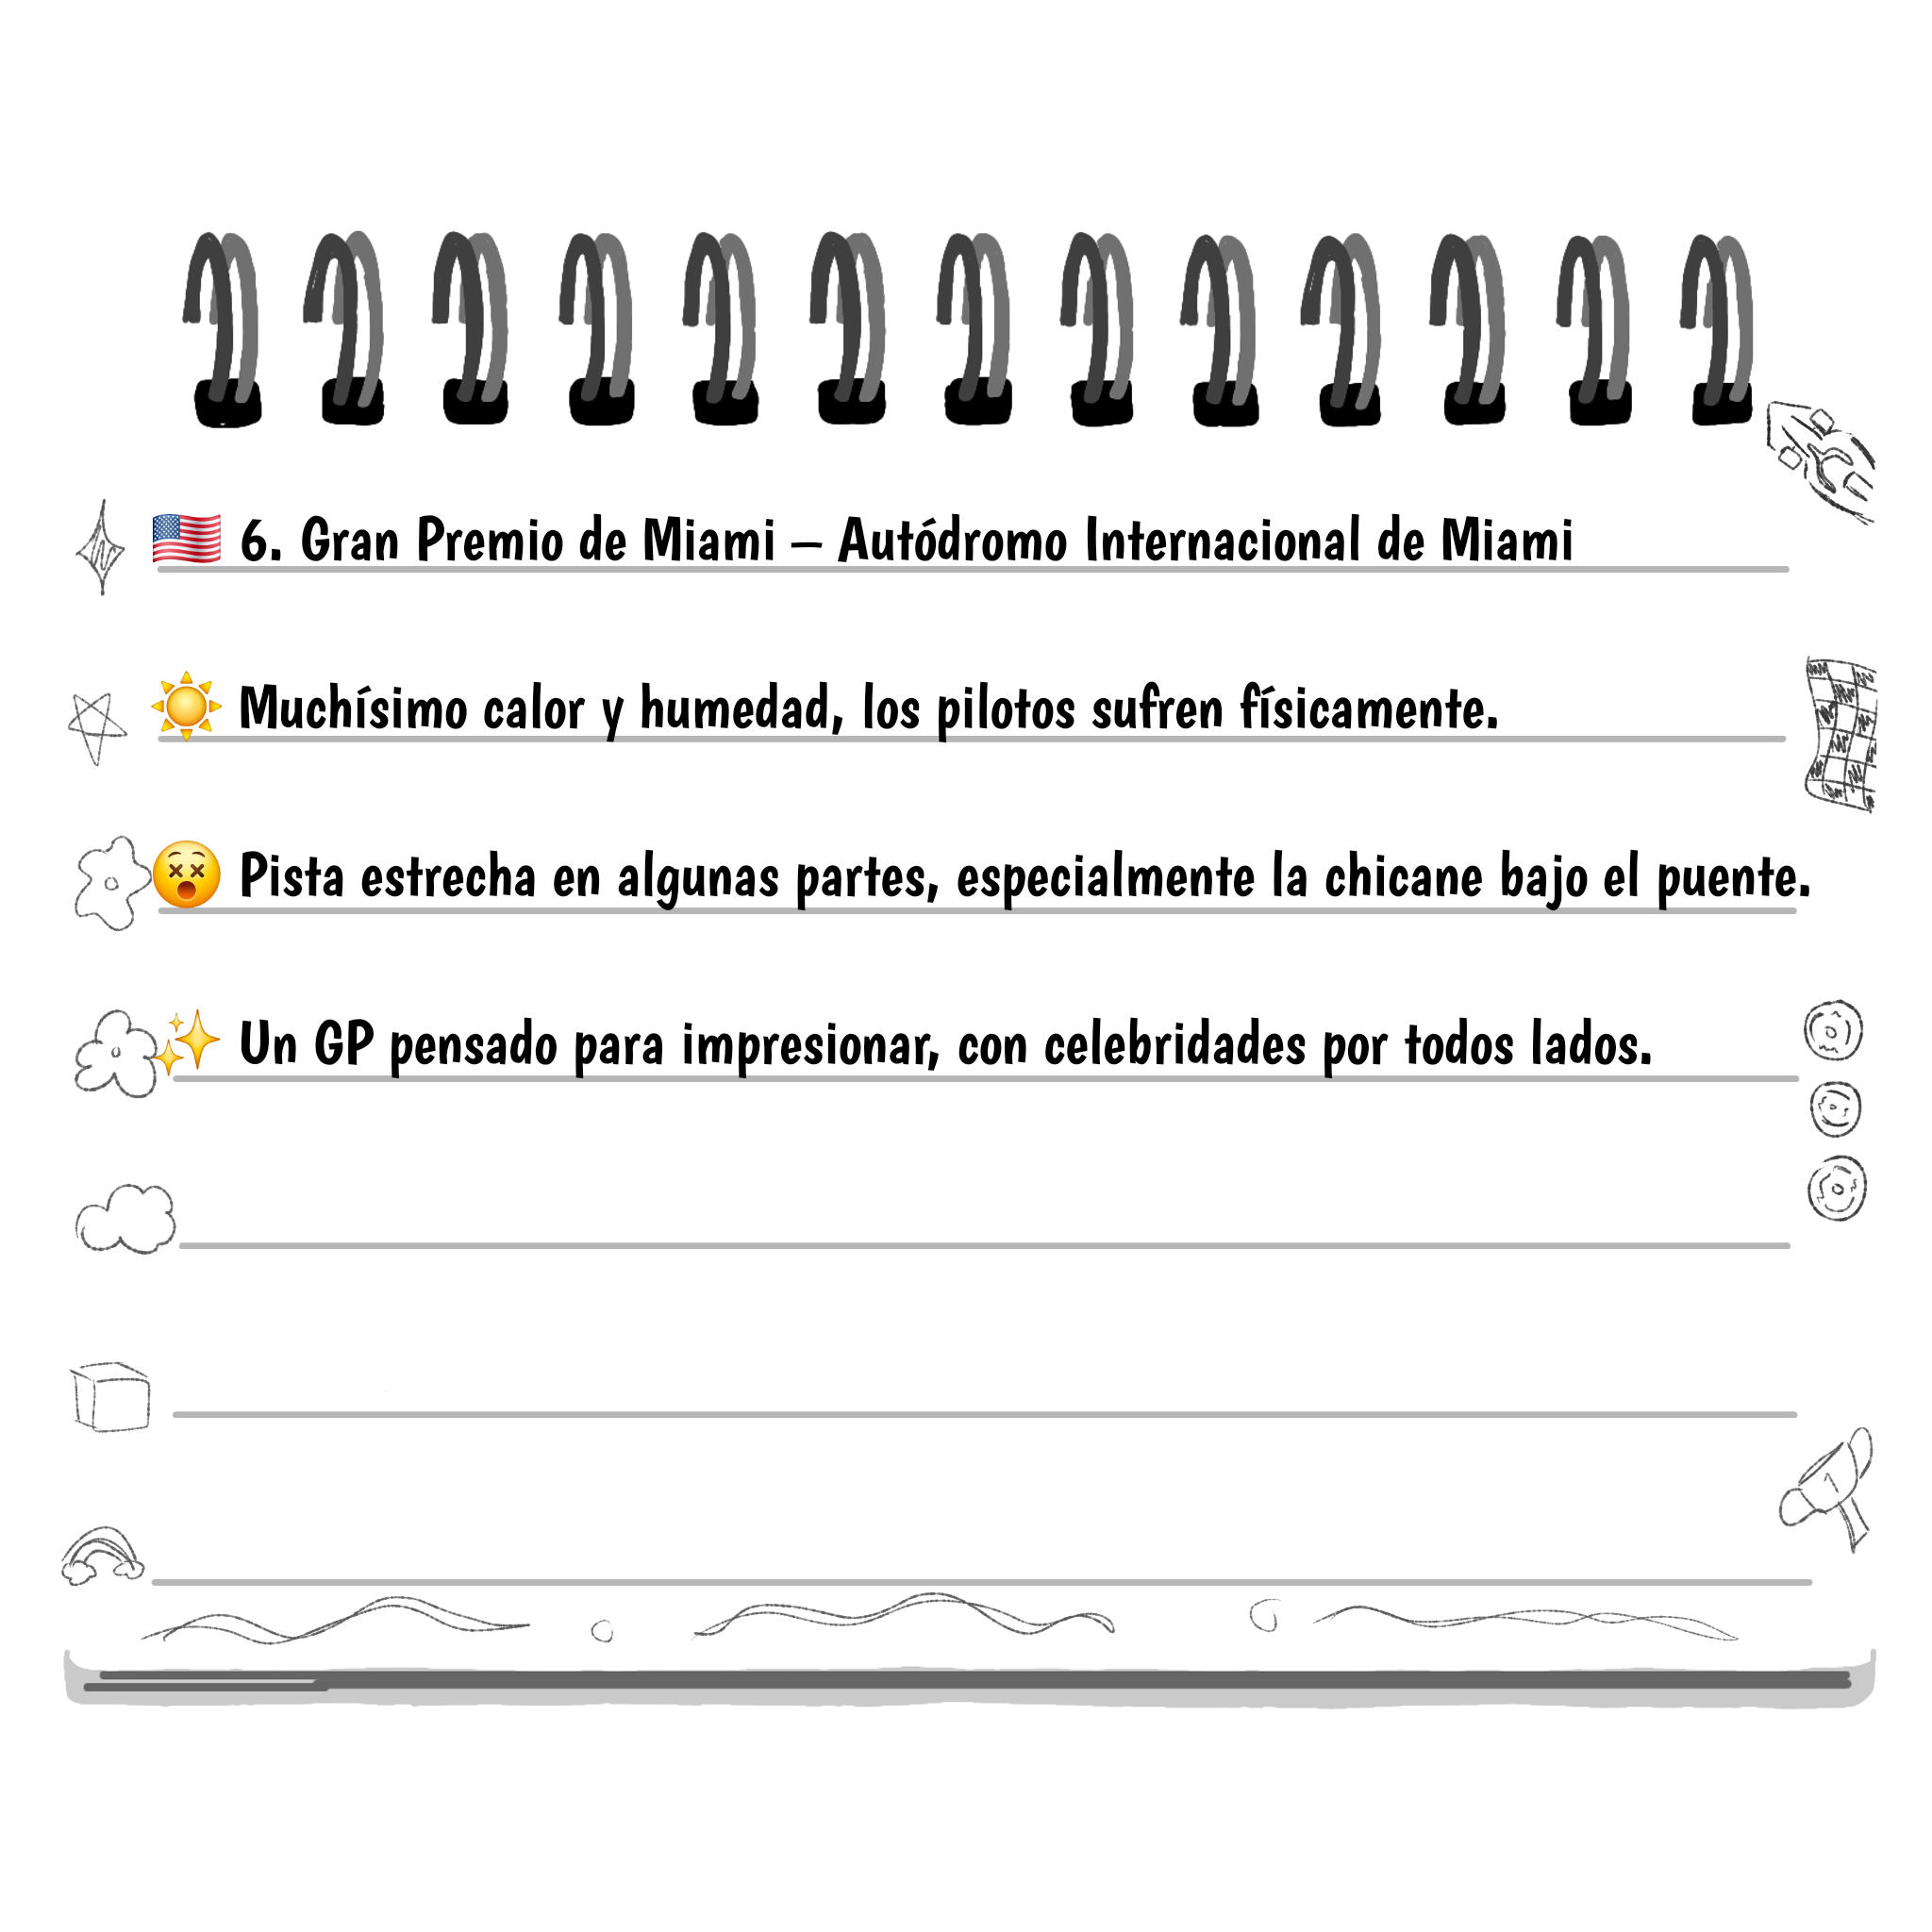 🇺🇸 6. Gran Premio de Miami – Autódromo Internacional de Miami
☀️ Muchísimo calor y humedad, los pilotos sufren físicamente.
😵 Pista estrecha en algunas partes, especialmente la chicane bajo el puente.
✨ Un GP pensado para impresionar, con celebridades por todos lados.